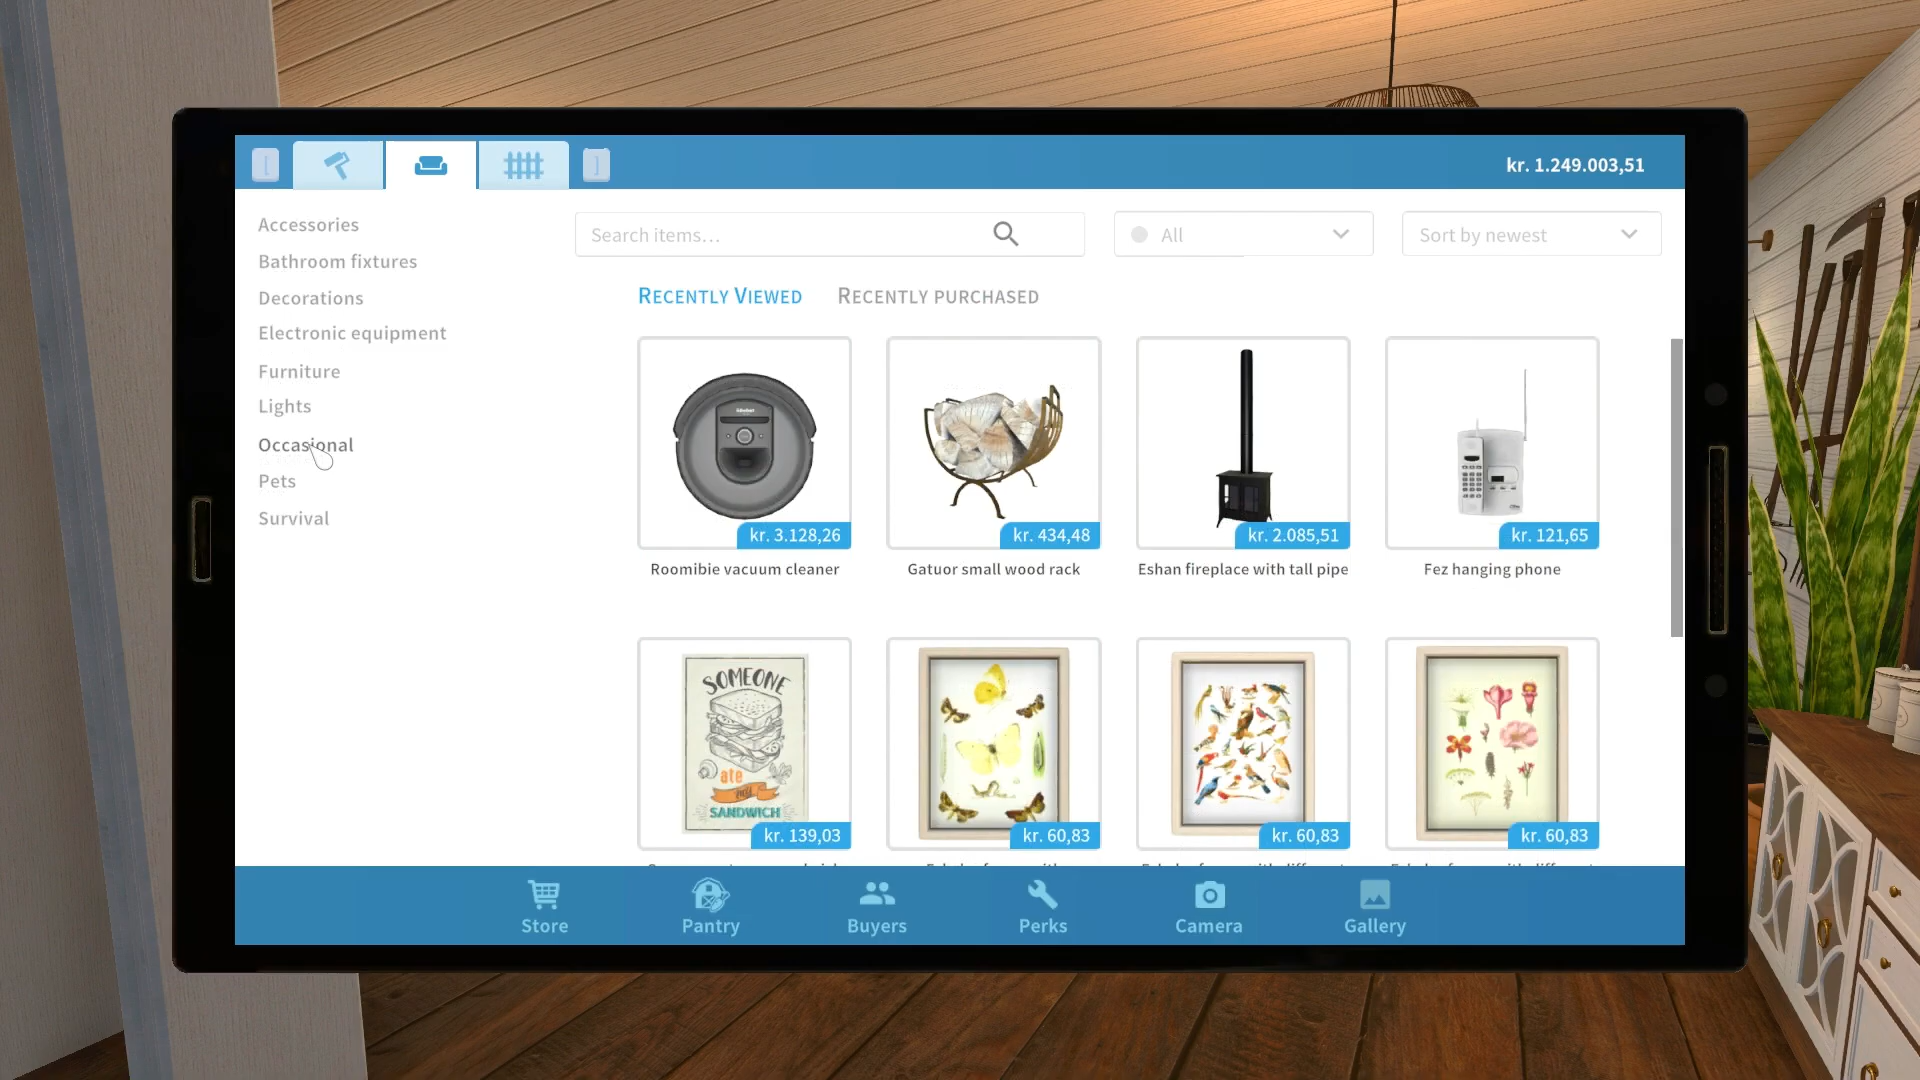 [
]
kr. 1.249.003,51
Accessories
Bathroom fixtures
Decorations
Electronic equipment
Furniture
Lights
Occasional
Pets
Survival
Search items...
All
Sort by newest
RECENTLY VIEWED
RECENTLY PURCHASED
kr. 3.128,26
kr. 434,48
kr. 2.085,51
kr. 121,65
Roomibie vacuum cleaner
Gatuor small wood rack
Eshan fireplace with tall pipe
Fez hanging phone
SOMEONE
ate
my
SANDWICH
kr. 139,03
kr. 60,83
kr. 60,83
kr. 60,83
Store
Pantry
Buyers
Perks
Camera
Gallery